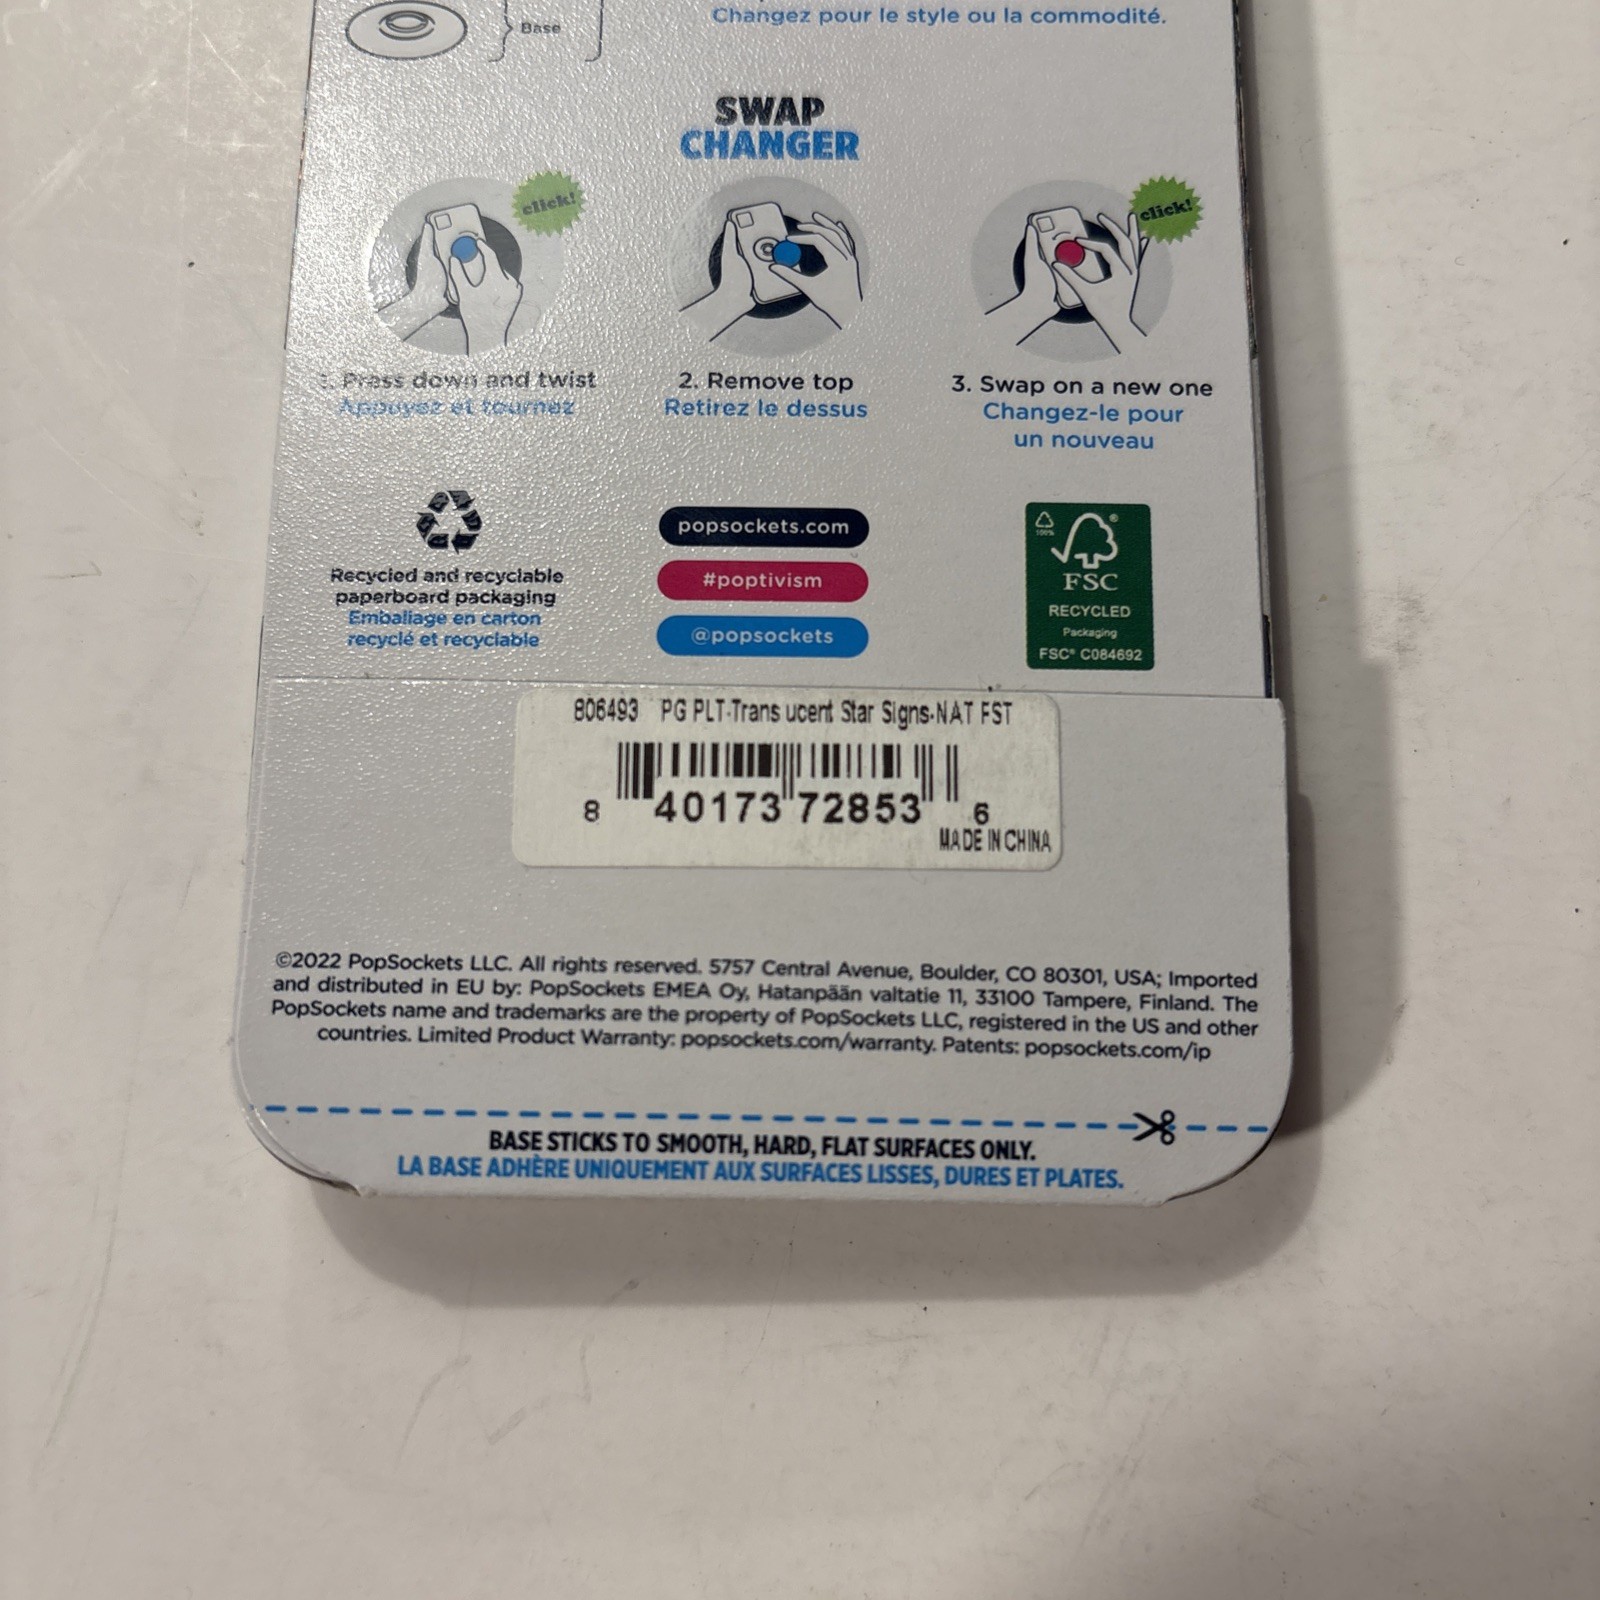 Changez pour le style ou la commodité.
Base
SWAP
CHANGER
click!
click!
1. Press down and twist
Appuyez et tournez
2. Remove top
Retirez le dessus
3. Swap on a new one
Changez-le pour
un nouveau
Recycled and recyclable
paperboard packaging
Emballage en carton
recyclé et recyclable
popsockets.com
#poptivism
@popsockets
100%
®
FSC
RECYCLED
Packaging
FSC® C084692
806493 PG PLT-Trans ucent Star Signs-NAT FST
8 40173 72853 6
MADE IN CHINA
©2022 PopSockets LLC. All rights reserved. 5757 Central Avenue, Boulder, CO 80301, USA; Imported
and distributed in EU by: PopSockets EMEA Oy, Hatanpään valtatie 11, 33100 Tampere, Finland. The
PopSockets name and trademarks are the property of PopSockets LLC, registered in the US and other
countries. Limited Product Warranty: popsockets.com/warranty. Patents: popsockets.com/ip
BASE STICKS TO SMOOTH, HARD, FLAT SURFACES ONLY.
LA BASE ADHÈRE UNIQUEMENT AUX SURFACES LISSES, DURES ET PLATES.